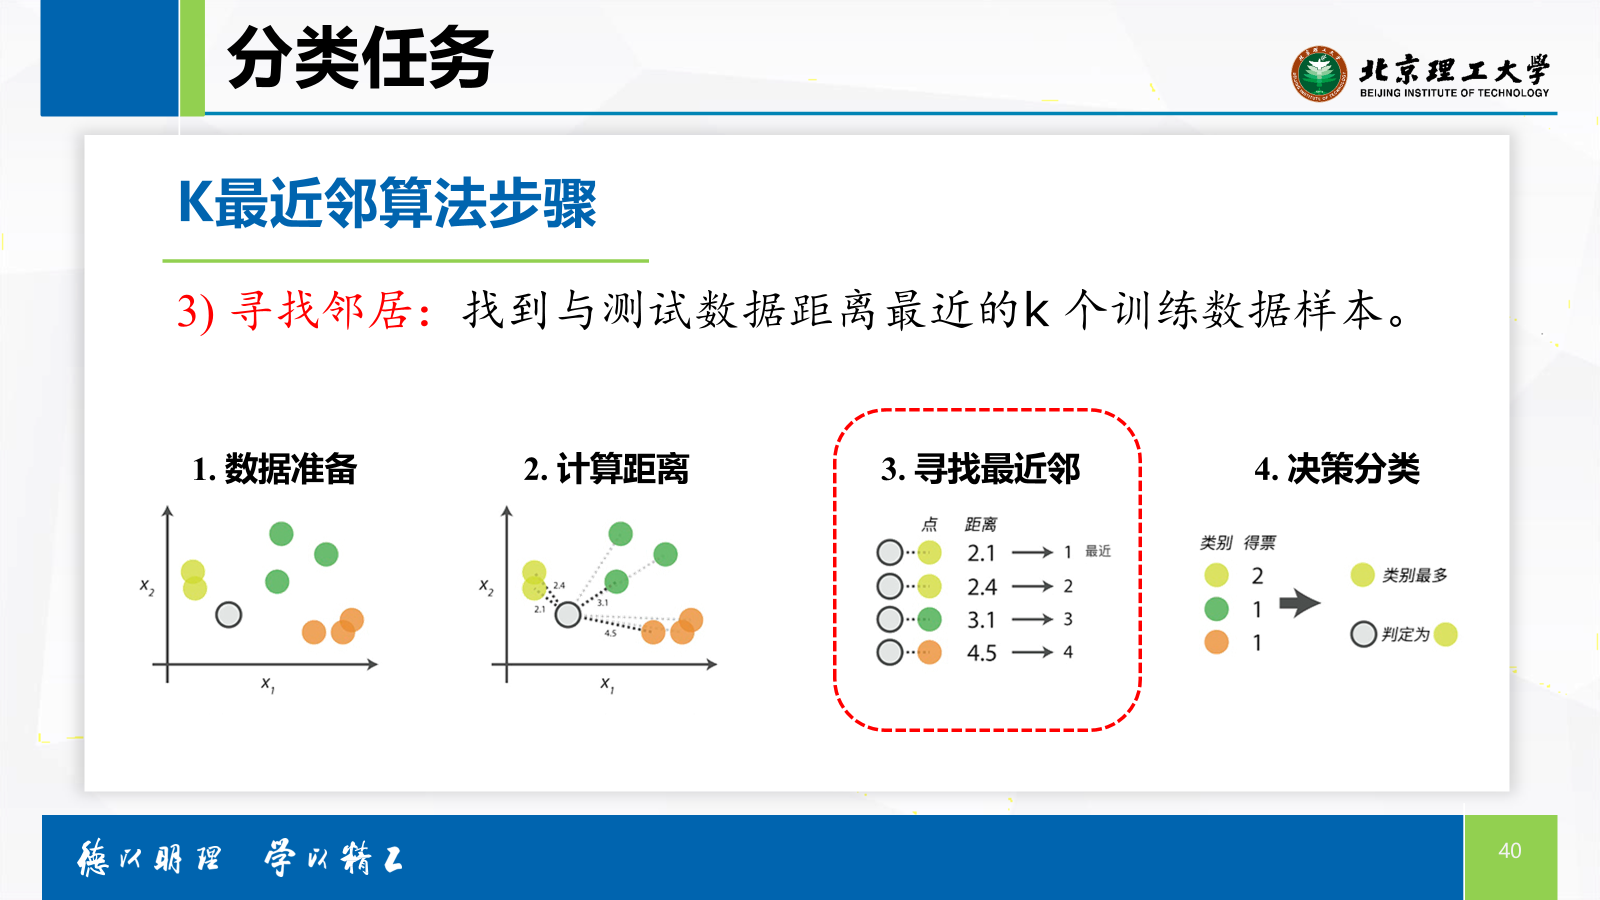 分类任务
北京理工大学
BEIJING INSTITUTE OF TECHNOLOGY
K最近邻算法步骤
3) 寻找邻居：找到与测试数据距离最近的k 个训练数据样本。
1. 数据准备
x2
x1
2. 计算距离
x2
2.4
2.1
3.1
4.5
x1
3. 寻找最近邻
点 距离
2.1 1 最近
2.4 2
3.1 3
4.5 4
4. 决策分类
类别 得票
2
1
1
类别最多
判定为
德以明理 学以精工
40